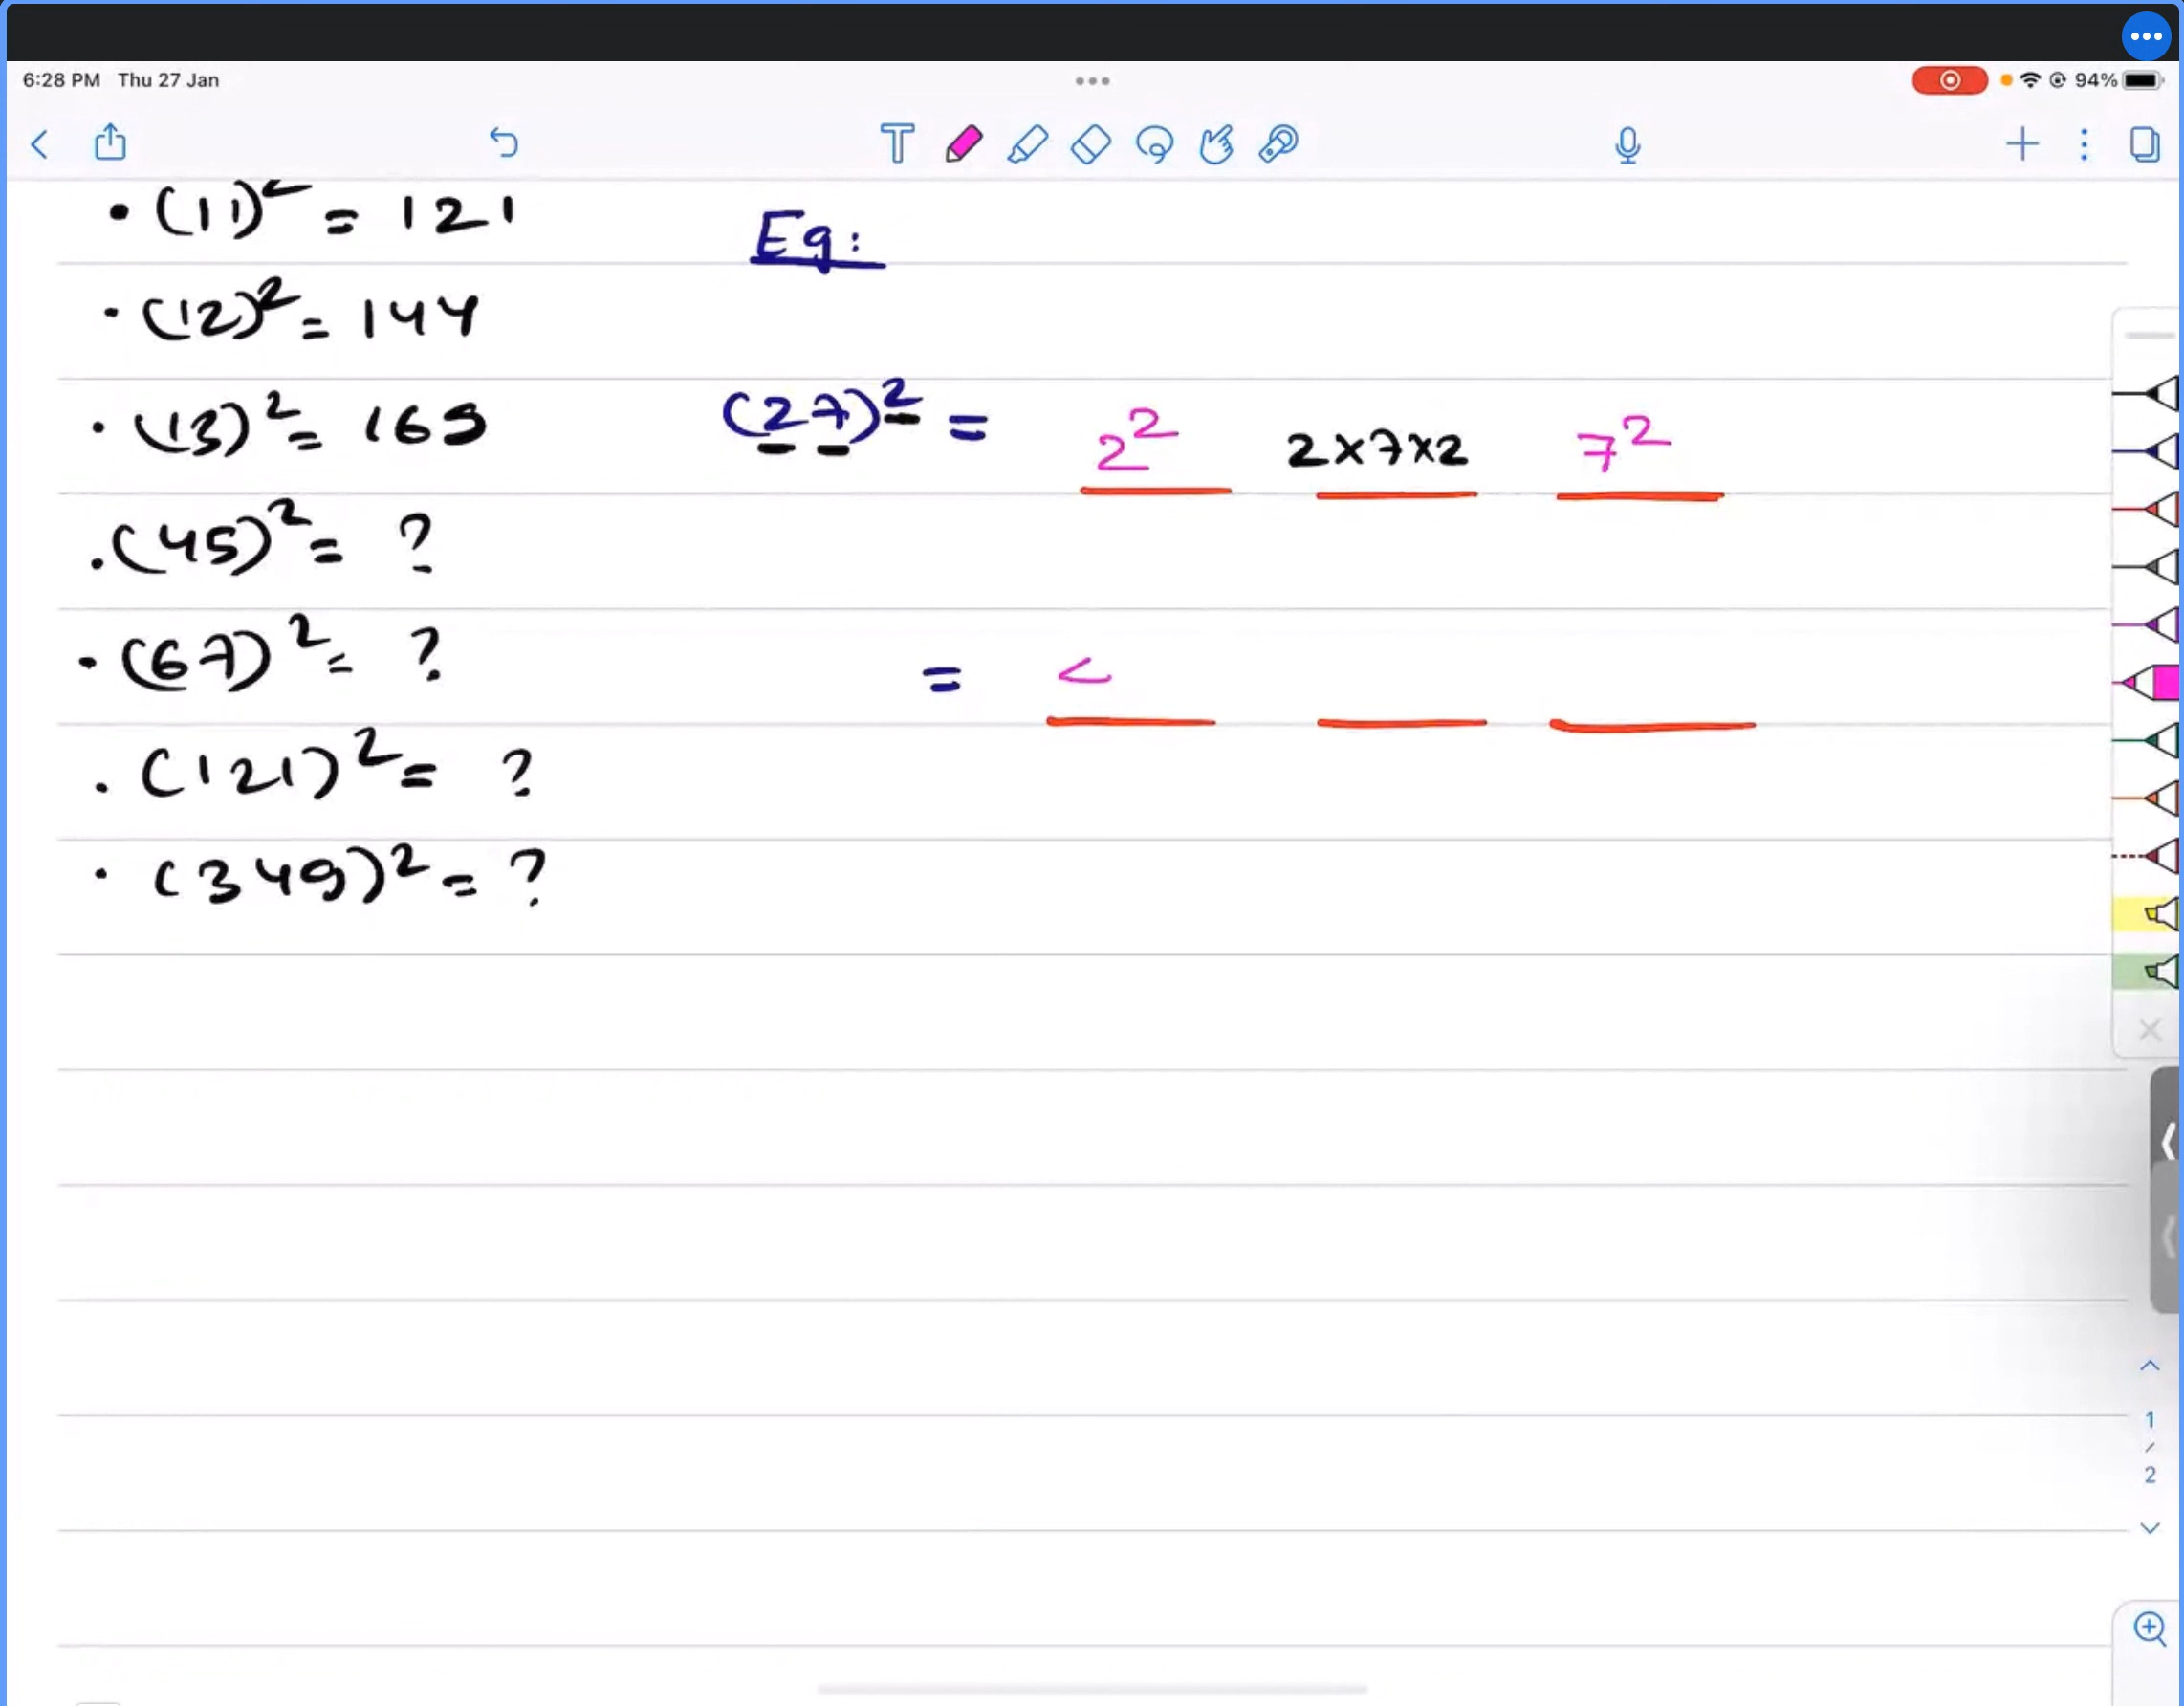 6:28 PM Thu 27 Jan
94%
• (11)² = 121
Eg:
• (12)² = 144
• (13)² = 169
(27)² = 2² 2×7×2 7²
• (45)² = ?
• (67)² = ?
=
• (121)² = ?
• (349)² = ?
1
/
2